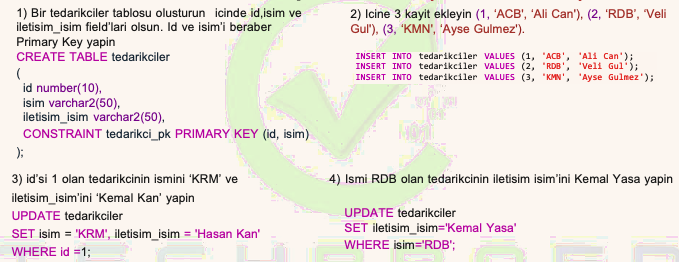 1) Bir tedarikciler tablosu olusturun icinde id,isim ve
iletisim_isim field'lari olsun. Id ve isim'i beraber
Primary Key yapin
CREATE TABLE tedarikciler
(
id number(10),
isim varchar2(50),
iletisim_isim varchar2(50),
CONSTRAINT tedarikci_pk PRIMARY KEY (id, isim)
);
2) Icine 3 kayit ekleyin (1, 'ACB', 'Ali Can'), (2, 'RDB', 'Veli
Gul'), (3, 'KMN', 'Ayse Gulmez').
INSERT INTO tedarikciler VALUES (1, 'ACB', 'Ali Can');
INSERT INTO tedarikciler VALUES (2, 'RDB', 'Veli Gul');
INSERT INTO tedarikciler VALUES (3, 'KMN', 'Ayse Gulmez');
3) id'si 1 olan tedarikcinin ismini 'KRM' ve
iletisim_isim'ini 'Kemal Kan' yapin
UPDATE tedarikciler
SET isim = 'KRM', iletisim_isim = 'Hasan Kan'
WHERE id =1;
4) Ismi RDB olan tedarikcinin iletisim isim'ini Kemal Yasa yapin
UPDATE tedarikciler
SET iletisim_isim='Kemal Yasa'
WHERE isim='RDB';